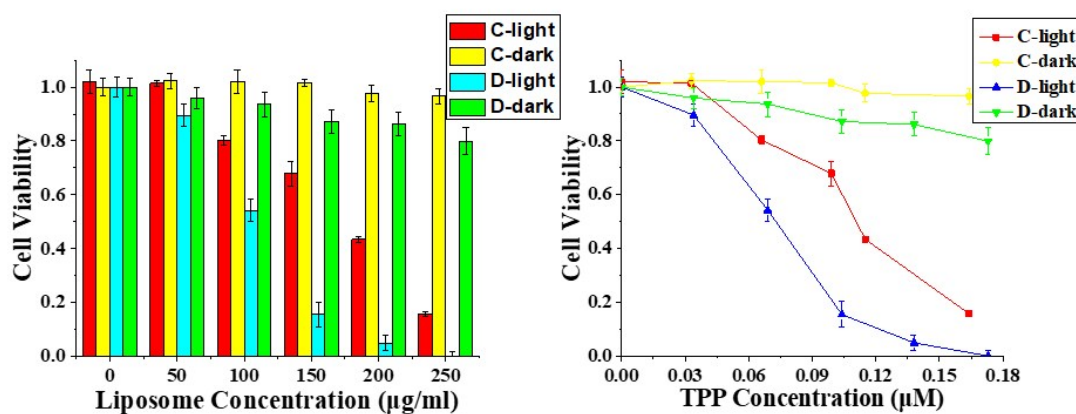 C-light
C-dark
D-light
D-dark
Cell Viability
1.0
0.8
0.6
0.4
0.2
0.0
0 50 100 150 200 250
Liposome Concentration (µg/ml)
C-light
C-dark
D-light
D-dark
Cell Viability
1.0
0.8
0.6
0.4
0.2
0.0
0.00 0.03 0.06 0.09 0.12 0.15 0.18
TPP Concentration (µM)